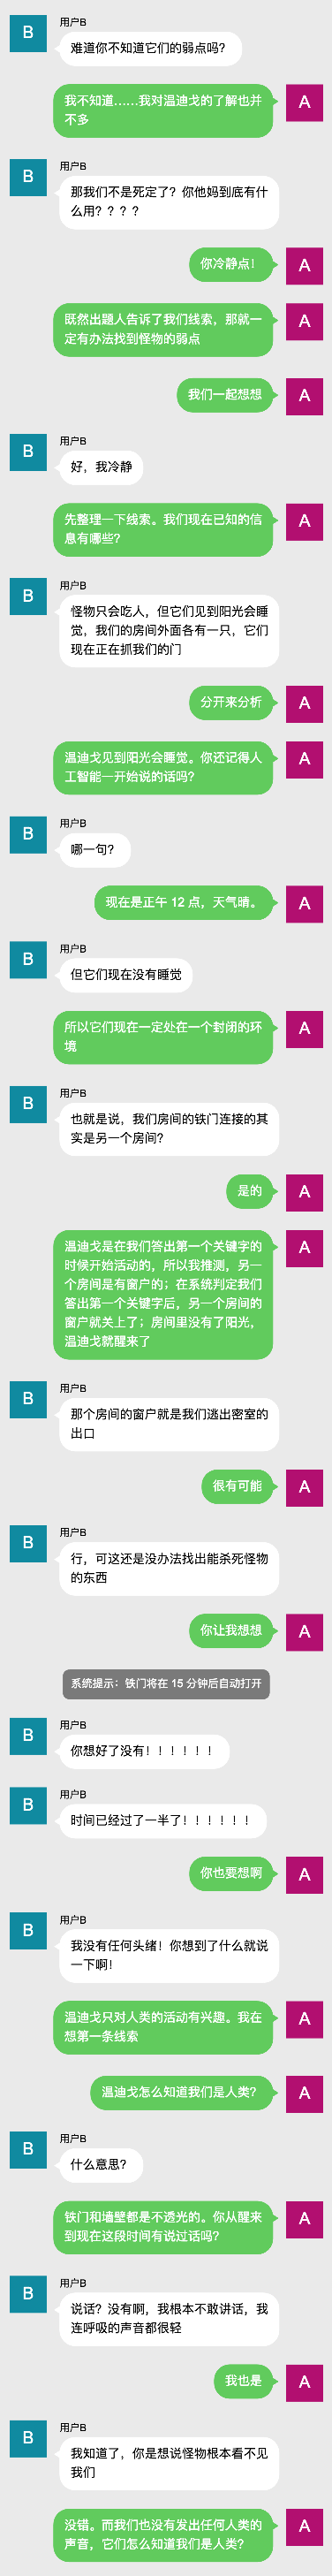 B
用户B
难道你不知道它们的弱点吗？
我不知道……我对温迪戈的了解也并
不多
A
B
用户B
那我们不是死定了？你他妈到底有什
么用？？？？
你冷静点！
A
既然出题人告诉了我们线索，那就一
定有办法找到怪物的弱点
A
我们一起想想
A
B
用户B
好，我冷静
先整理一下线索。我们现在已知的信
息有哪些？
A
B
用户B
怪物只会吃人，但它们见到阳光会睡
觉，我们的房间外面各有一只，它们
现在正在抓我们的门
分开来分析
A
温迪戈见到阳光会睡觉。你还记得人
工智能一开始说的话吗？
A
B
用户B
哪一句？
现在是正午 12 点，天气晴。
A
B
用户B
但它们现在没有睡觉
所以它们现在一定处在一个封闭的环
境
A
B
用户B
也就是说，我们房间的铁门连接的其
实是另一个房间？
是的
A
温迪戈是在我们答出第一个关键字的
时候开始活动的，所以我推测，另一
个房间是有窗户的；在系统判定我们
答出第一个关键字后，另一个房间的
窗户就关上了；房间里没有了阳光，
温迪戈就醒来了
A
B
用户B
那个房间的窗户就是我们逃出密室的
出口
很有可能
A
B
用户B
行，可这还是没办法找出能杀死怪物
的东西
你让我想想
A
系统提示：铁门将在 15 分钟后自动打开
B
用户B
你想好了没有！！！！！！
B
用户B
时间已经过了一半了！！！！！！
你也要想啊
A
B
用户B
我没有任何头绪！你想到了什么就说
一下啊！
温迪戈只对人类的活动有兴趣。我在
想第一条线索
A
温迪戈怎么知道我们是人类？
A
B
用户B
什么意思？
铁门和墙壁都是不透光的。你从醒来
到现在这段时间有说过话吗？
A
B
用户B
说话？没有啊，我根本不敢讲话，我
连呼吸的声音都很轻
我也是
A
B
用户B
我知道了，你是想说怪物根本看不见
我们
没错。而我们也没有发出任何人类的
声音，它们怎么知道我们是人类？
A